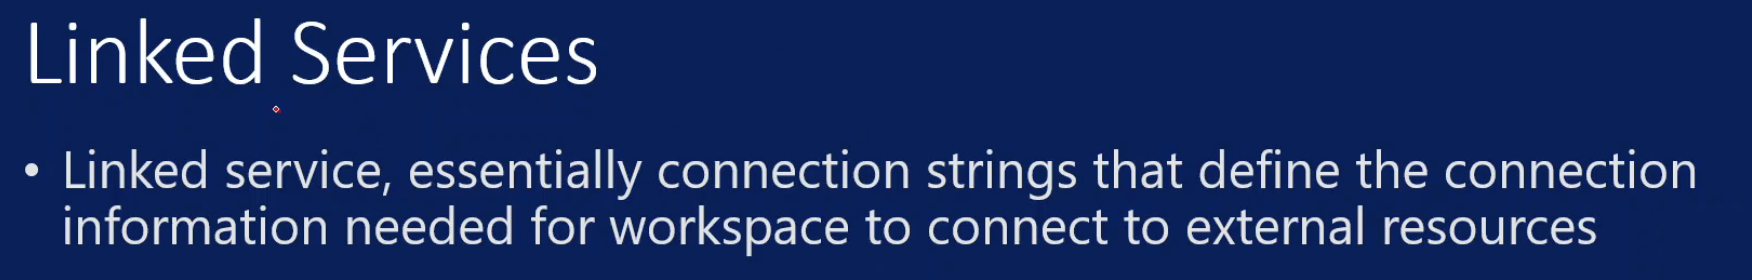 Linked Services
• Linked service, essentially connection strings that define the connection
information needed for workspace to connect to external resources